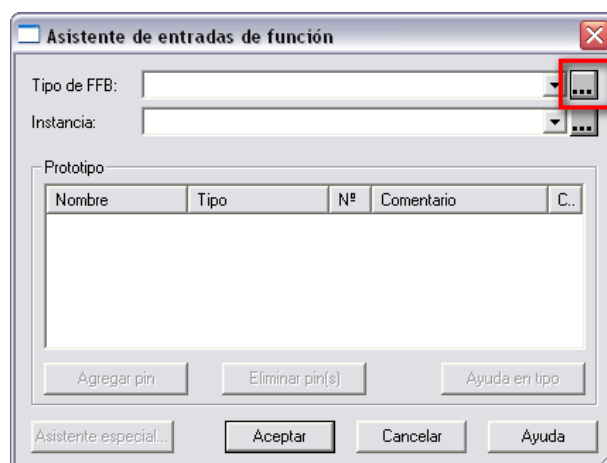 Asistente de entradas de función
Tipo de FFB:
...
Instancia:
...
Prototipo
Nombre Tipo Nº Comentario C..
Agregar pin Eliminar pin(s) Ayuda en tipo
Asistente especial... Aceptar Cancelar Ayuda